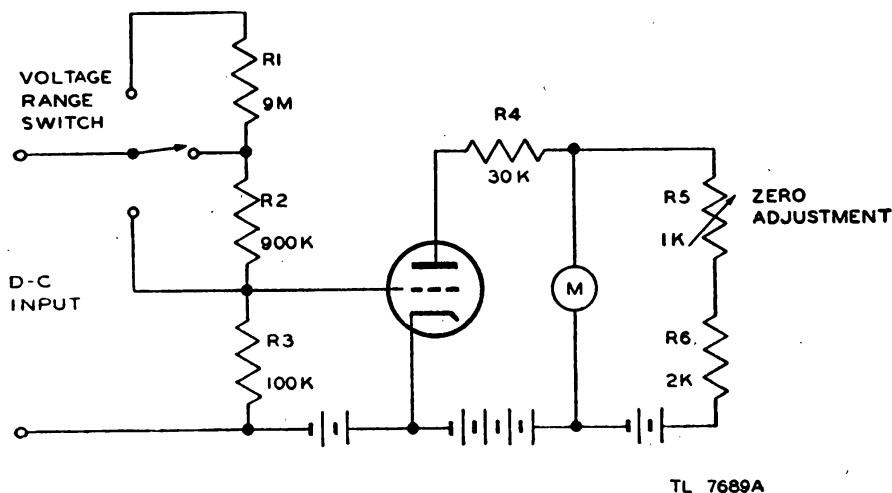 VOLTAGE
RANGE
SWITCH
R1
9M
R2
900K
D-C
INPUT
R3
100K
R4
30K
M
R5
1K
ZERO
ADJUSTMENT
R6
2K
TL 7689A